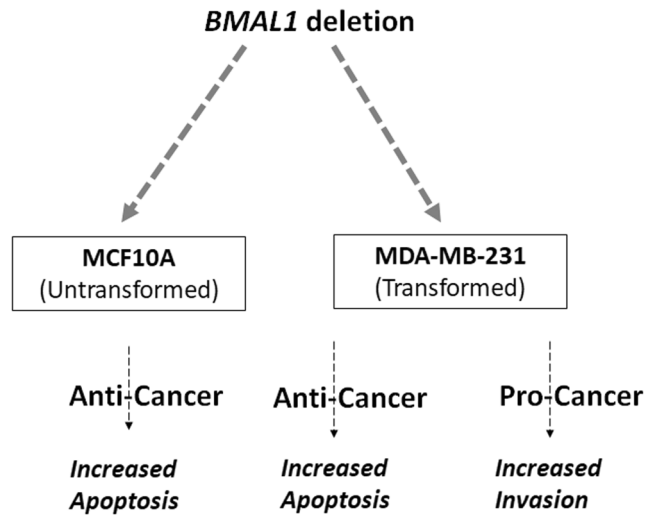 BMAL1 deletion
MCF10A
(Untransformed)
MDA-MB-231
(Transformed)
Anti-Cancer
Anti-Cancer
Pro-Cancer
Increased
Apoptosis
Increased
Apoptosis
Increased
Invasion